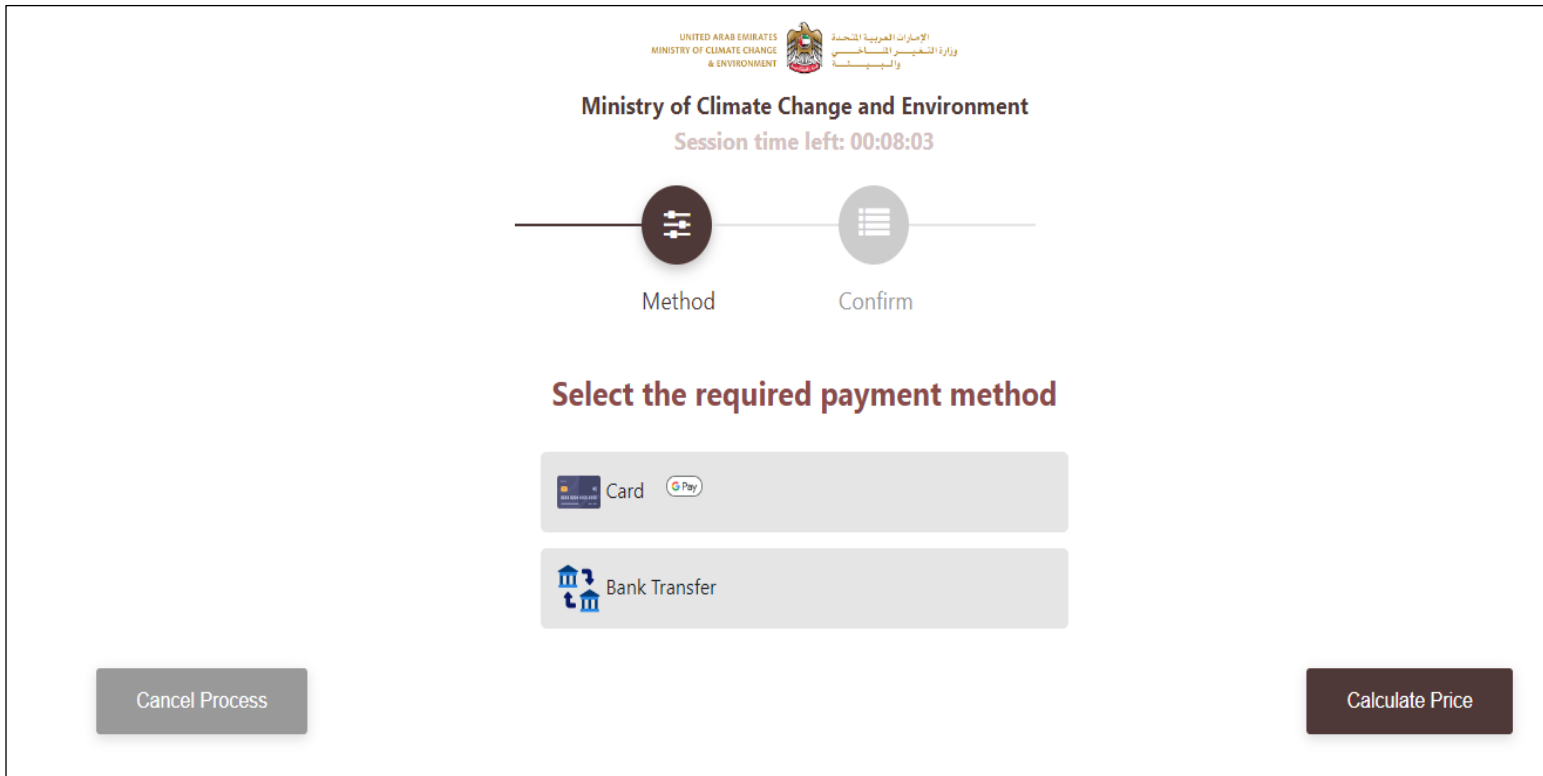 UNITED ARAB EMIRATES
MINISTRY OF CLIMATE CHANGE
& ENVIRONMENT
الإمارات العربية المتحدة
وزارة التغيير المناخي
والبيئة
Ministry of Climate Change and Environment
Session time left: 00:08:03
Method
Confirm
Select the required payment method
Card
G Pay
Bank Transfer
Cancel Process
Calculate Price